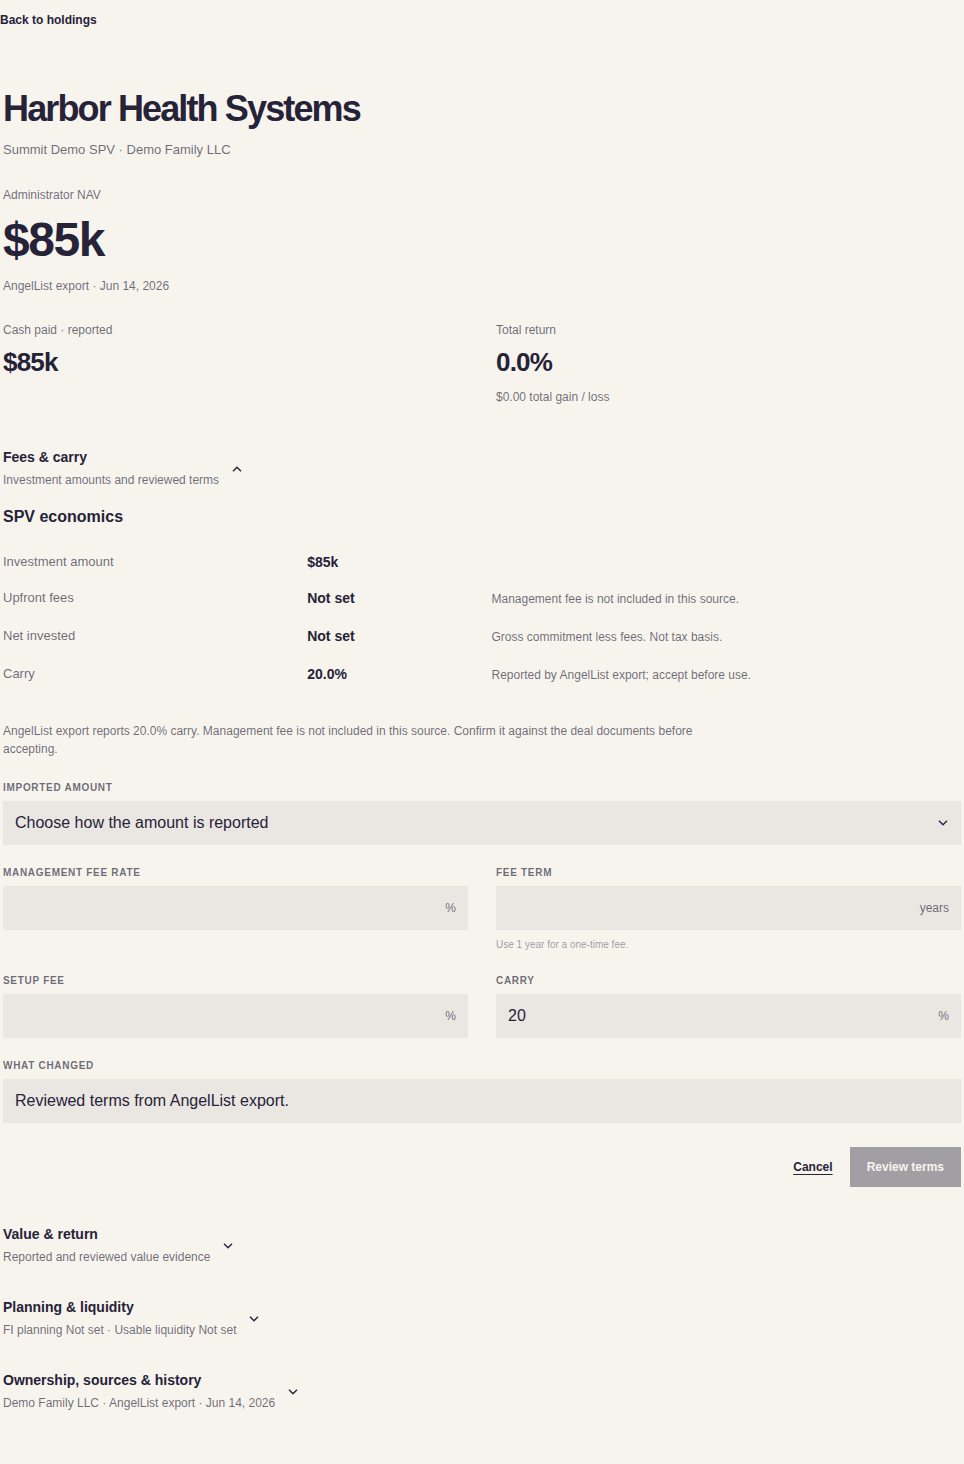 Back to holdings
Harbor Health Systems
Summit Demo SPV · Demo Family LLC
Administrator NAV
$85k
AngelList export · Jun 14, 2026
Cash paid · reported
$85k
Total return
0.0%
$0.00 total gain / loss
Fees & carry
Investment amounts and reviewed terms
SPV economics
Investment amount $85k
Upfront fees Not set Management fee is not included in this source.
Net invested Not set Gross commitment less fees. Not tax basis.
Carry 20.0% Reported by AngelList export; accept before use.
AngelList export reports 20.0% carry. Management fee is not included in this source. Confirm it against the deal documents before
accepting.
IMPORTED AMOUNT
Choose how the amount is reported
MANAGEMENT FEE RATE
%
FEE TERM
years
Use 1 year for a one-time fee.
SETUP FEE
%
CARRY
20 %
WHAT CHANGED
Reviewed terms from AngelList export.
Cancel Review terms
Value & return
Reported and reviewed value evidence
Planning & liquidity
FI planning Not set · Usable liquidity Not set
Ownership, sources & history
Demo Family LLC · AngelList export · Jun 14, 2026